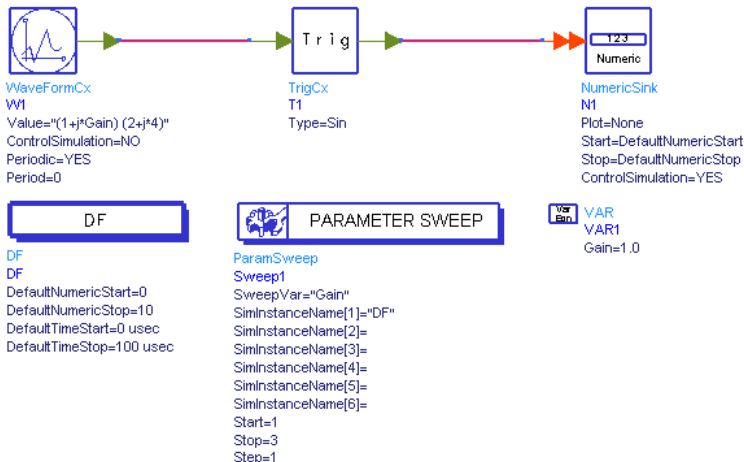 Trig
123
Numeric
WaveFormCx
W1
Value="(1+j*Gain) (2+j*4)"
ControlSimulation=NO
Periodic=YES
Period=0
TrigCx
T1
Type=Sin
NumericSink
N1
Plot=None
Start=DefaultNumericStart
Stop=DefaultNumericStop
ControlSimulation=YES
DF
DF
DF
DefaultNumericStart=0
DefaultNumericStop=10
DefaultTimeStart=0 usec
DefaultTimeStop=100 usec
PARAMETER SWEEP
ParamSweep
Sweep1
SweepVar="Gain"
SimInstanceName[1]="DF"
SimInstanceName[2]=
SimInstanceName[3]=
SimInstanceName[4]=
SimInstanceName[5]=
SimInstanceName[6]=
Start=1
Stop=3
Step=1
Var
Eqn
VAR
VAR1
Gain=1.0